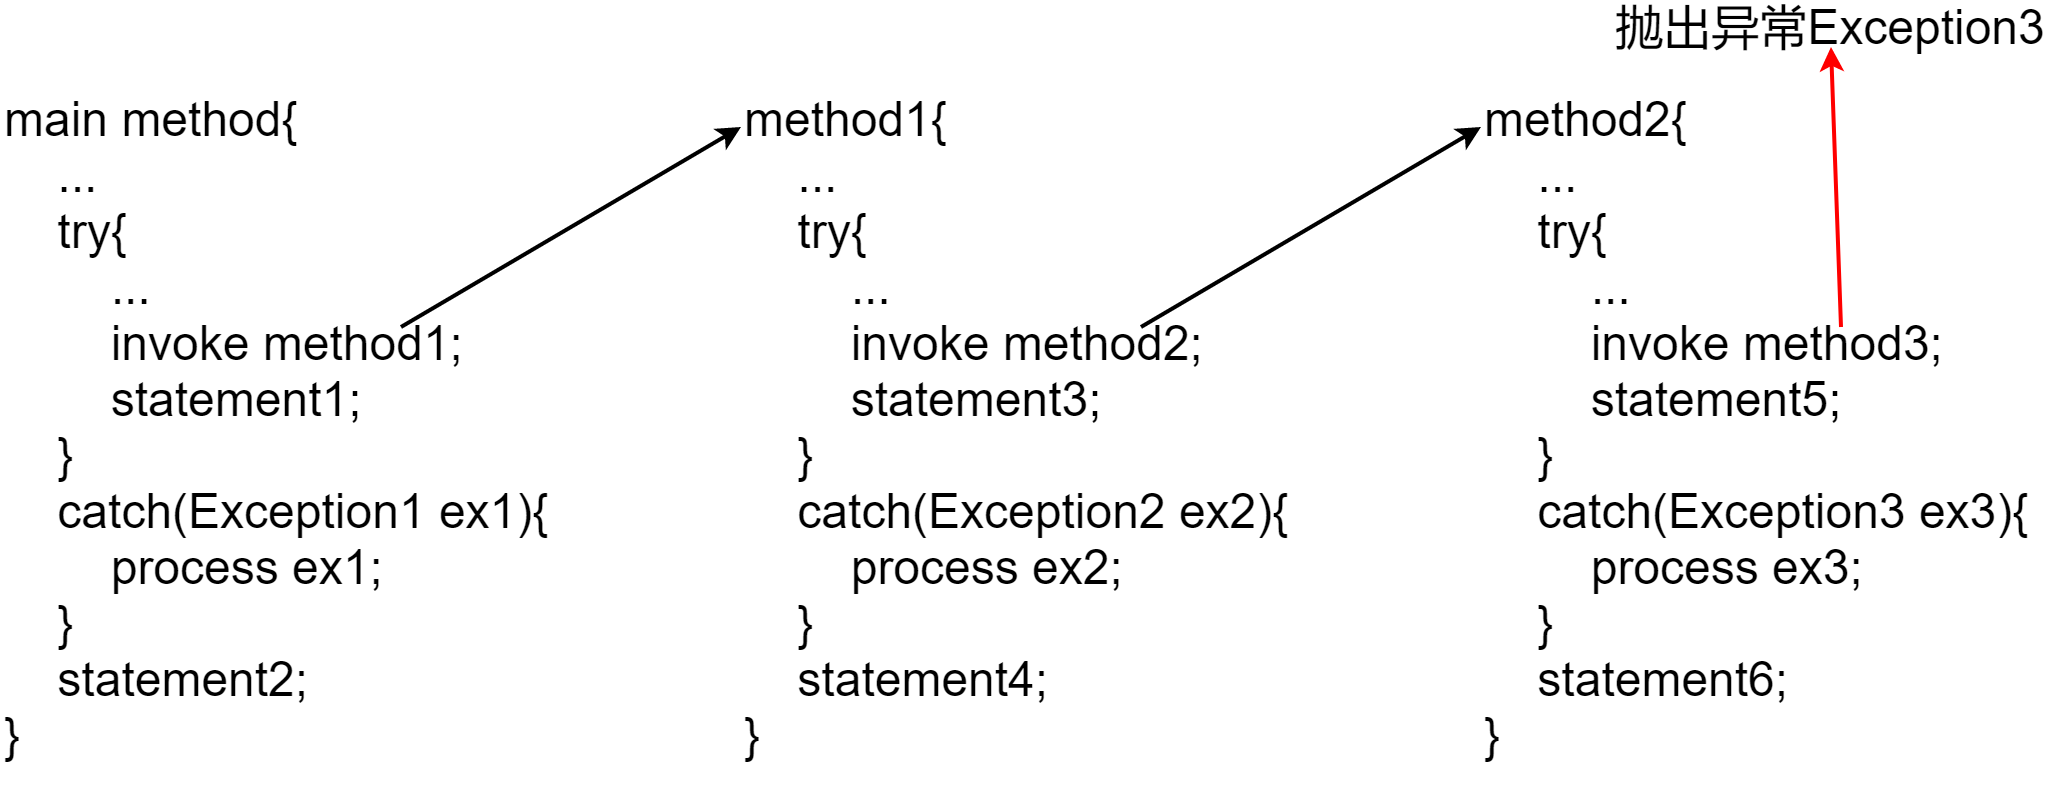 抛出异常Exception3
main method{
...
try{
...
invoke method1;
statement1;
}
catch(Exception1 ex1){
process ex1;
}
statement2;
}
method1{
...
try{
...
invoke method2;
statement3;
}
catch(Exception2 ex2){
process ex2;
}
statement4;
}
method2{
...
try{
...
invoke method3;
statement5;
}
catch(Exception3 ex3){
process ex3;
}
statement6;
}